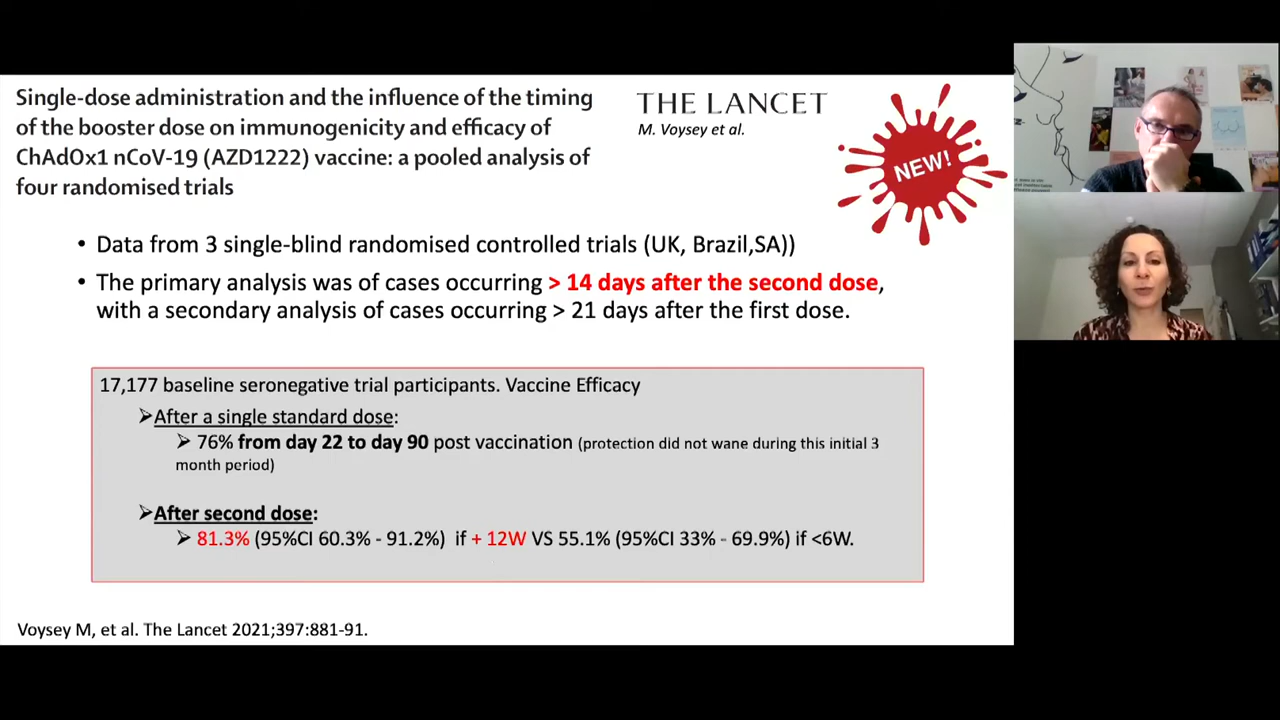 Single-dose administration and the influence of the timing
of the booster dose on immunogenicity and efficacy of
ChAdOx1 nCoV-19 (AZD1222) vaccine: a pooled analysis of
four randomised trials
THE LANCET
M. Voysey et al.
NEW!
• Data from 3 single-blind randomised controlled trials (UK, Brazil,SA))
• The primary analysis was of cases occurring > 14 days after the second dose,
with a secondary analysis of cases occurring > 21 days after the first dose.
17,177 baseline seronegative trial participants. Vaccine Efficacy
➢After a single standard dose:
➢ 76% from day 22 to day 90 post vaccination (protection did not wane during this initial 3
month period)
➢After second dose:
➢ 81.3% (95%CI 60.3% - 91.2%) if + 12W VS 55.1% (95%CI 33% - 69.9%) if <6W.
Voysey M, et al. The Lancet 2021;397:881-91.